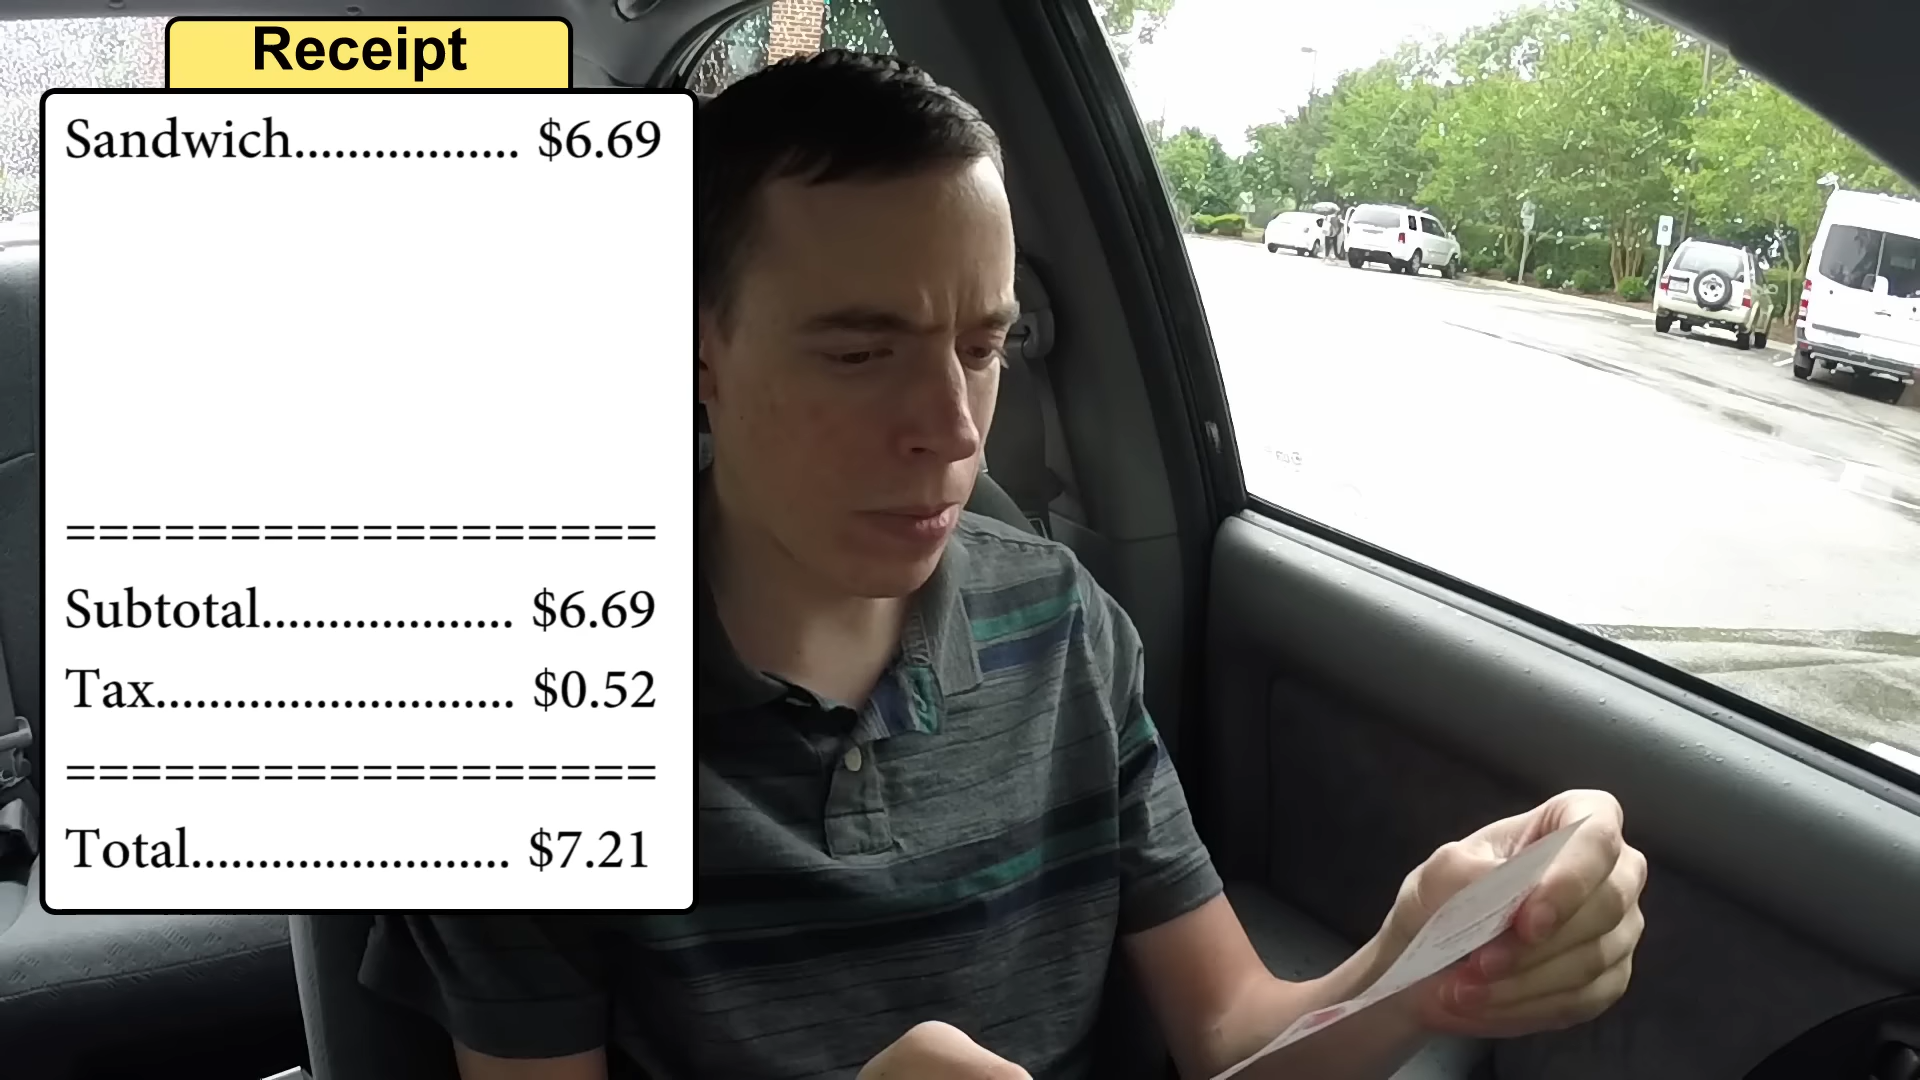 Receipt
Sandwich................. $6.69
==================
Subtotal................... $6.69
Tax........................... $0.52
==================
Total........................ $7.21